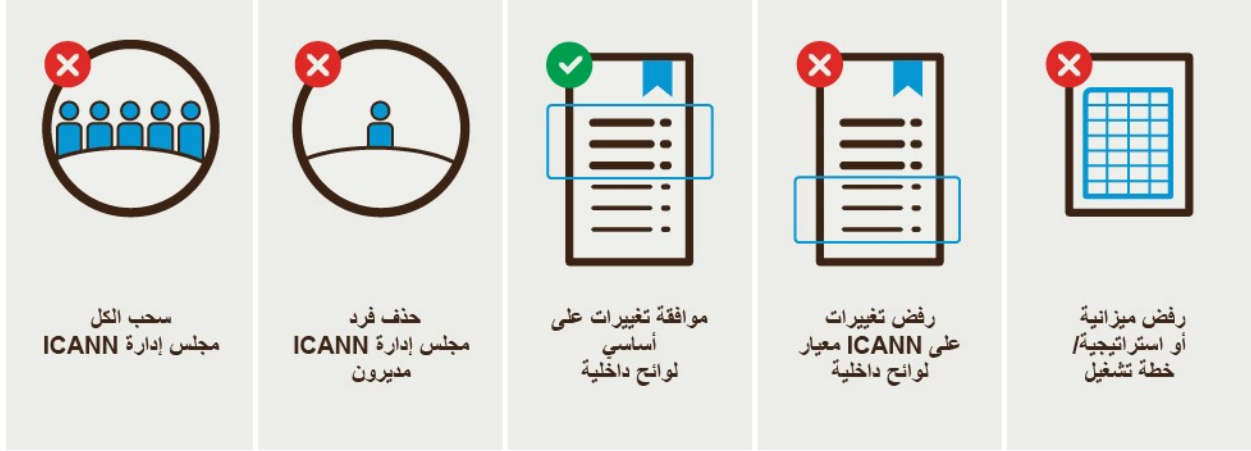 رفض ميزانية
أو استراتيجية/
خطة تشغيل
رفض تغييرات
على ICANN معيار
لوائح داخلية
موافقة تغييرات على
أساسي
لوائح داخلية
حذف فرد
مجلس إدارة ICANN
مديرون
سحب الكل
مجلس إدارة ICANN